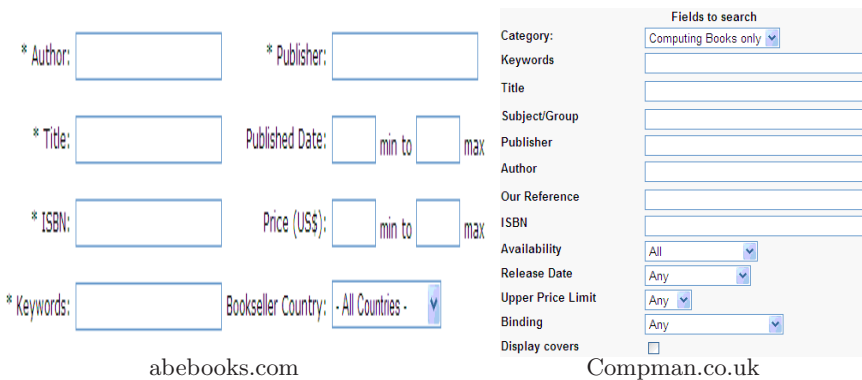 * Author:
* Publisher:
* Title:
Published Date:
min to
max
* ISBN:
Price (US$):
min to
max
* Keywords:
Bookseller Country:
- All Countries -
abebooks.com
Fields to search
Category:
Computing Books only
Keywords
Title
Subject/Group
Publisher
Author
Our Reference
ISBN
Availability
All
Release Date
Any
Upper Price Limit
Any
Binding
Any
Display covers
Compman.co.uk